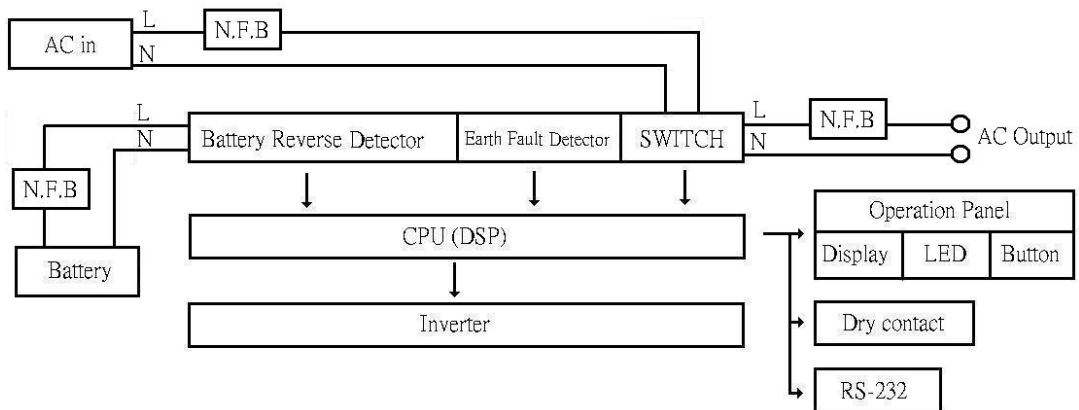 L
N,F,B
AC in
N
L
N
Battery Reverse Detector
Earth Fault Detector
SWITCH
L
N
N,F,B
AC Output
N,F,B
Battery
CPU (DSP)
Inverter
Operation Panel
Display
LED
Button
Dry contact
RS-232